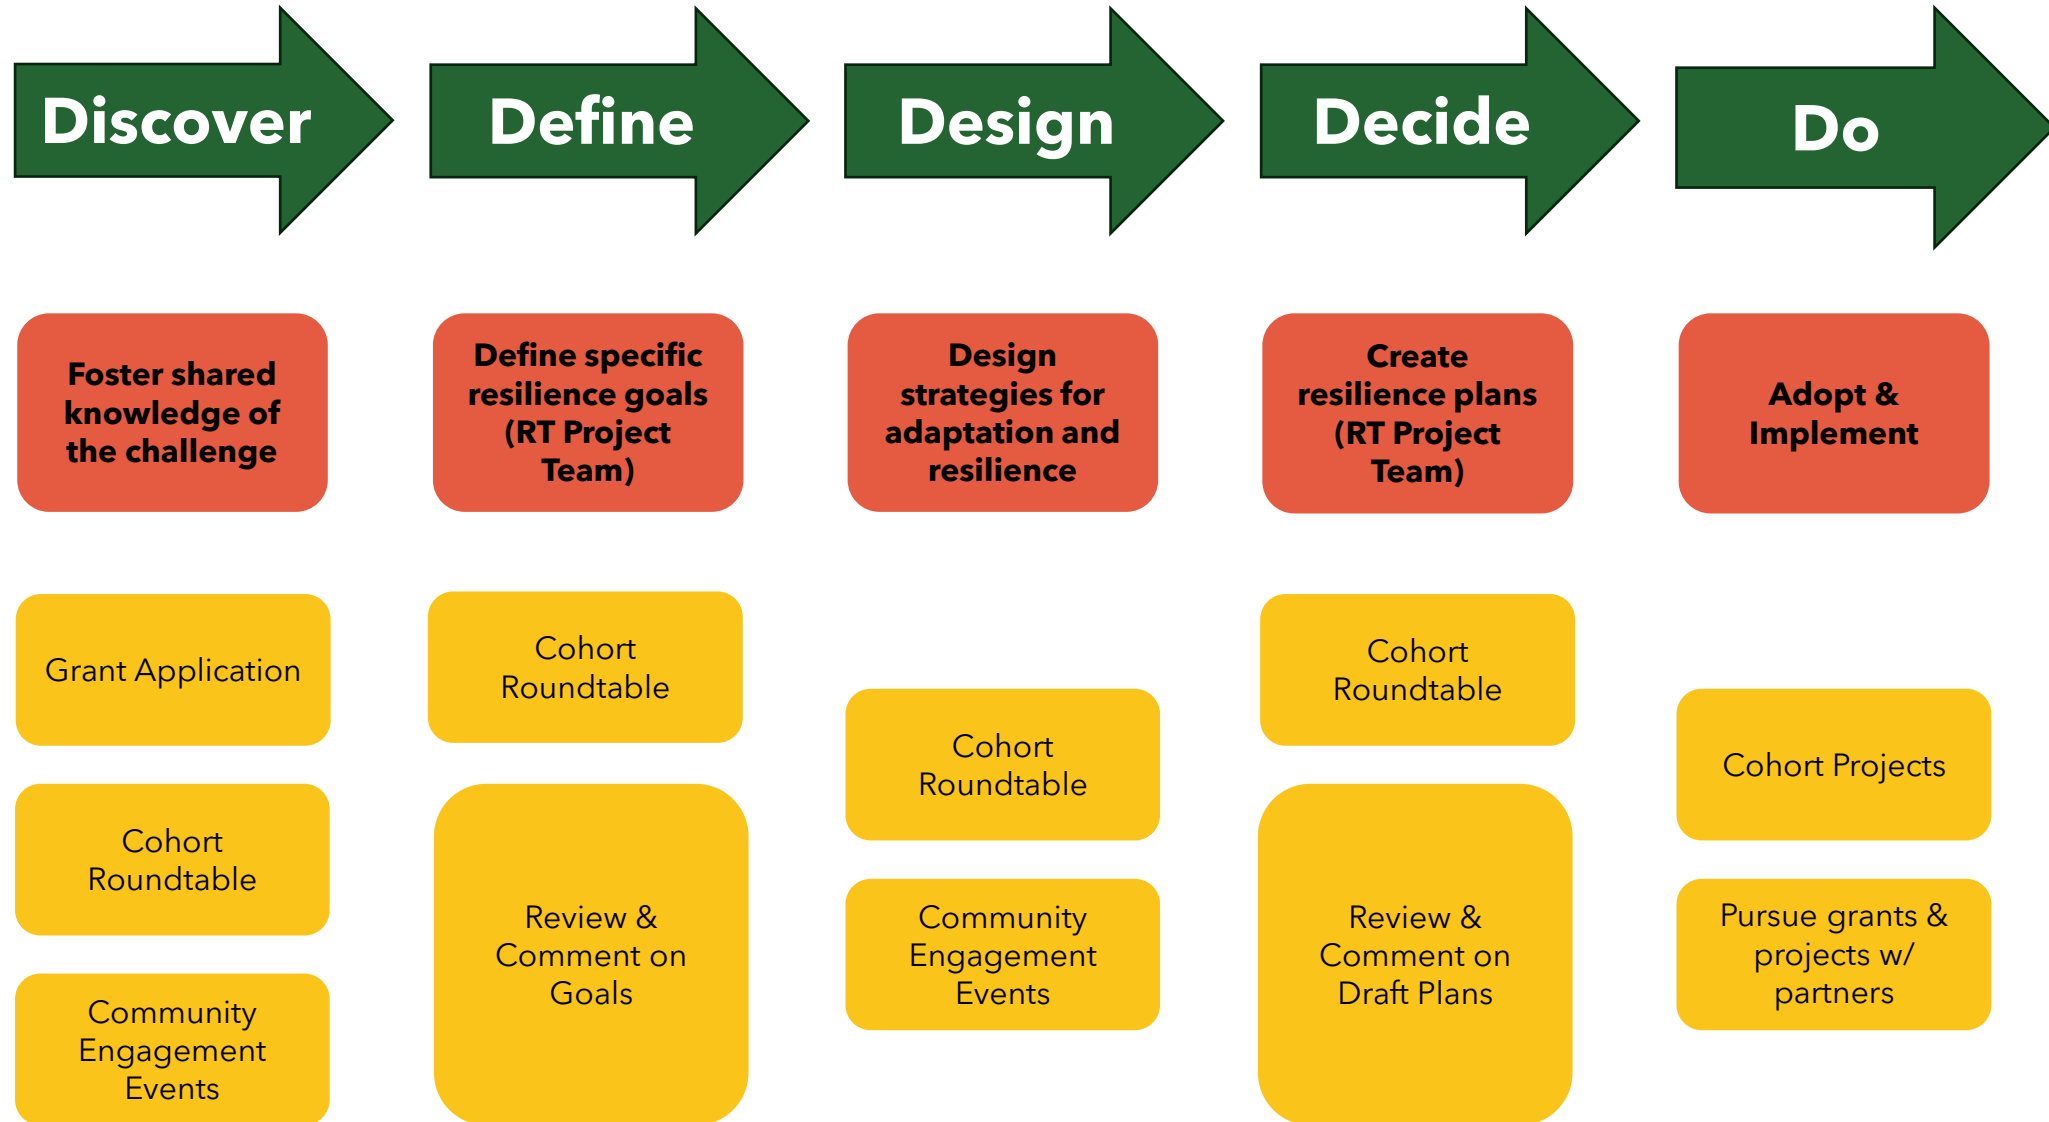 Discover
Define
Design
Decide
Do
Foster shared
knowledge of
the challenge
Define specific
resilience goals
(RT Project
Team)
Design
strategies for
adaptation and
resilience
Create
resilience plans
(RT Project
Team)
Adopt &
Implement
Grant Application
Cohort
Roundtable
Community
Engagement
Events
Cohort
Roundtable
Review &
Comment on
Goals
Cohort
Roundtable
Community
Engagement
Events
Cohort
Roundtable
Review &
Comment on
Draft Plans
Cohort Projects
Pursue grants &
projects w/
partners